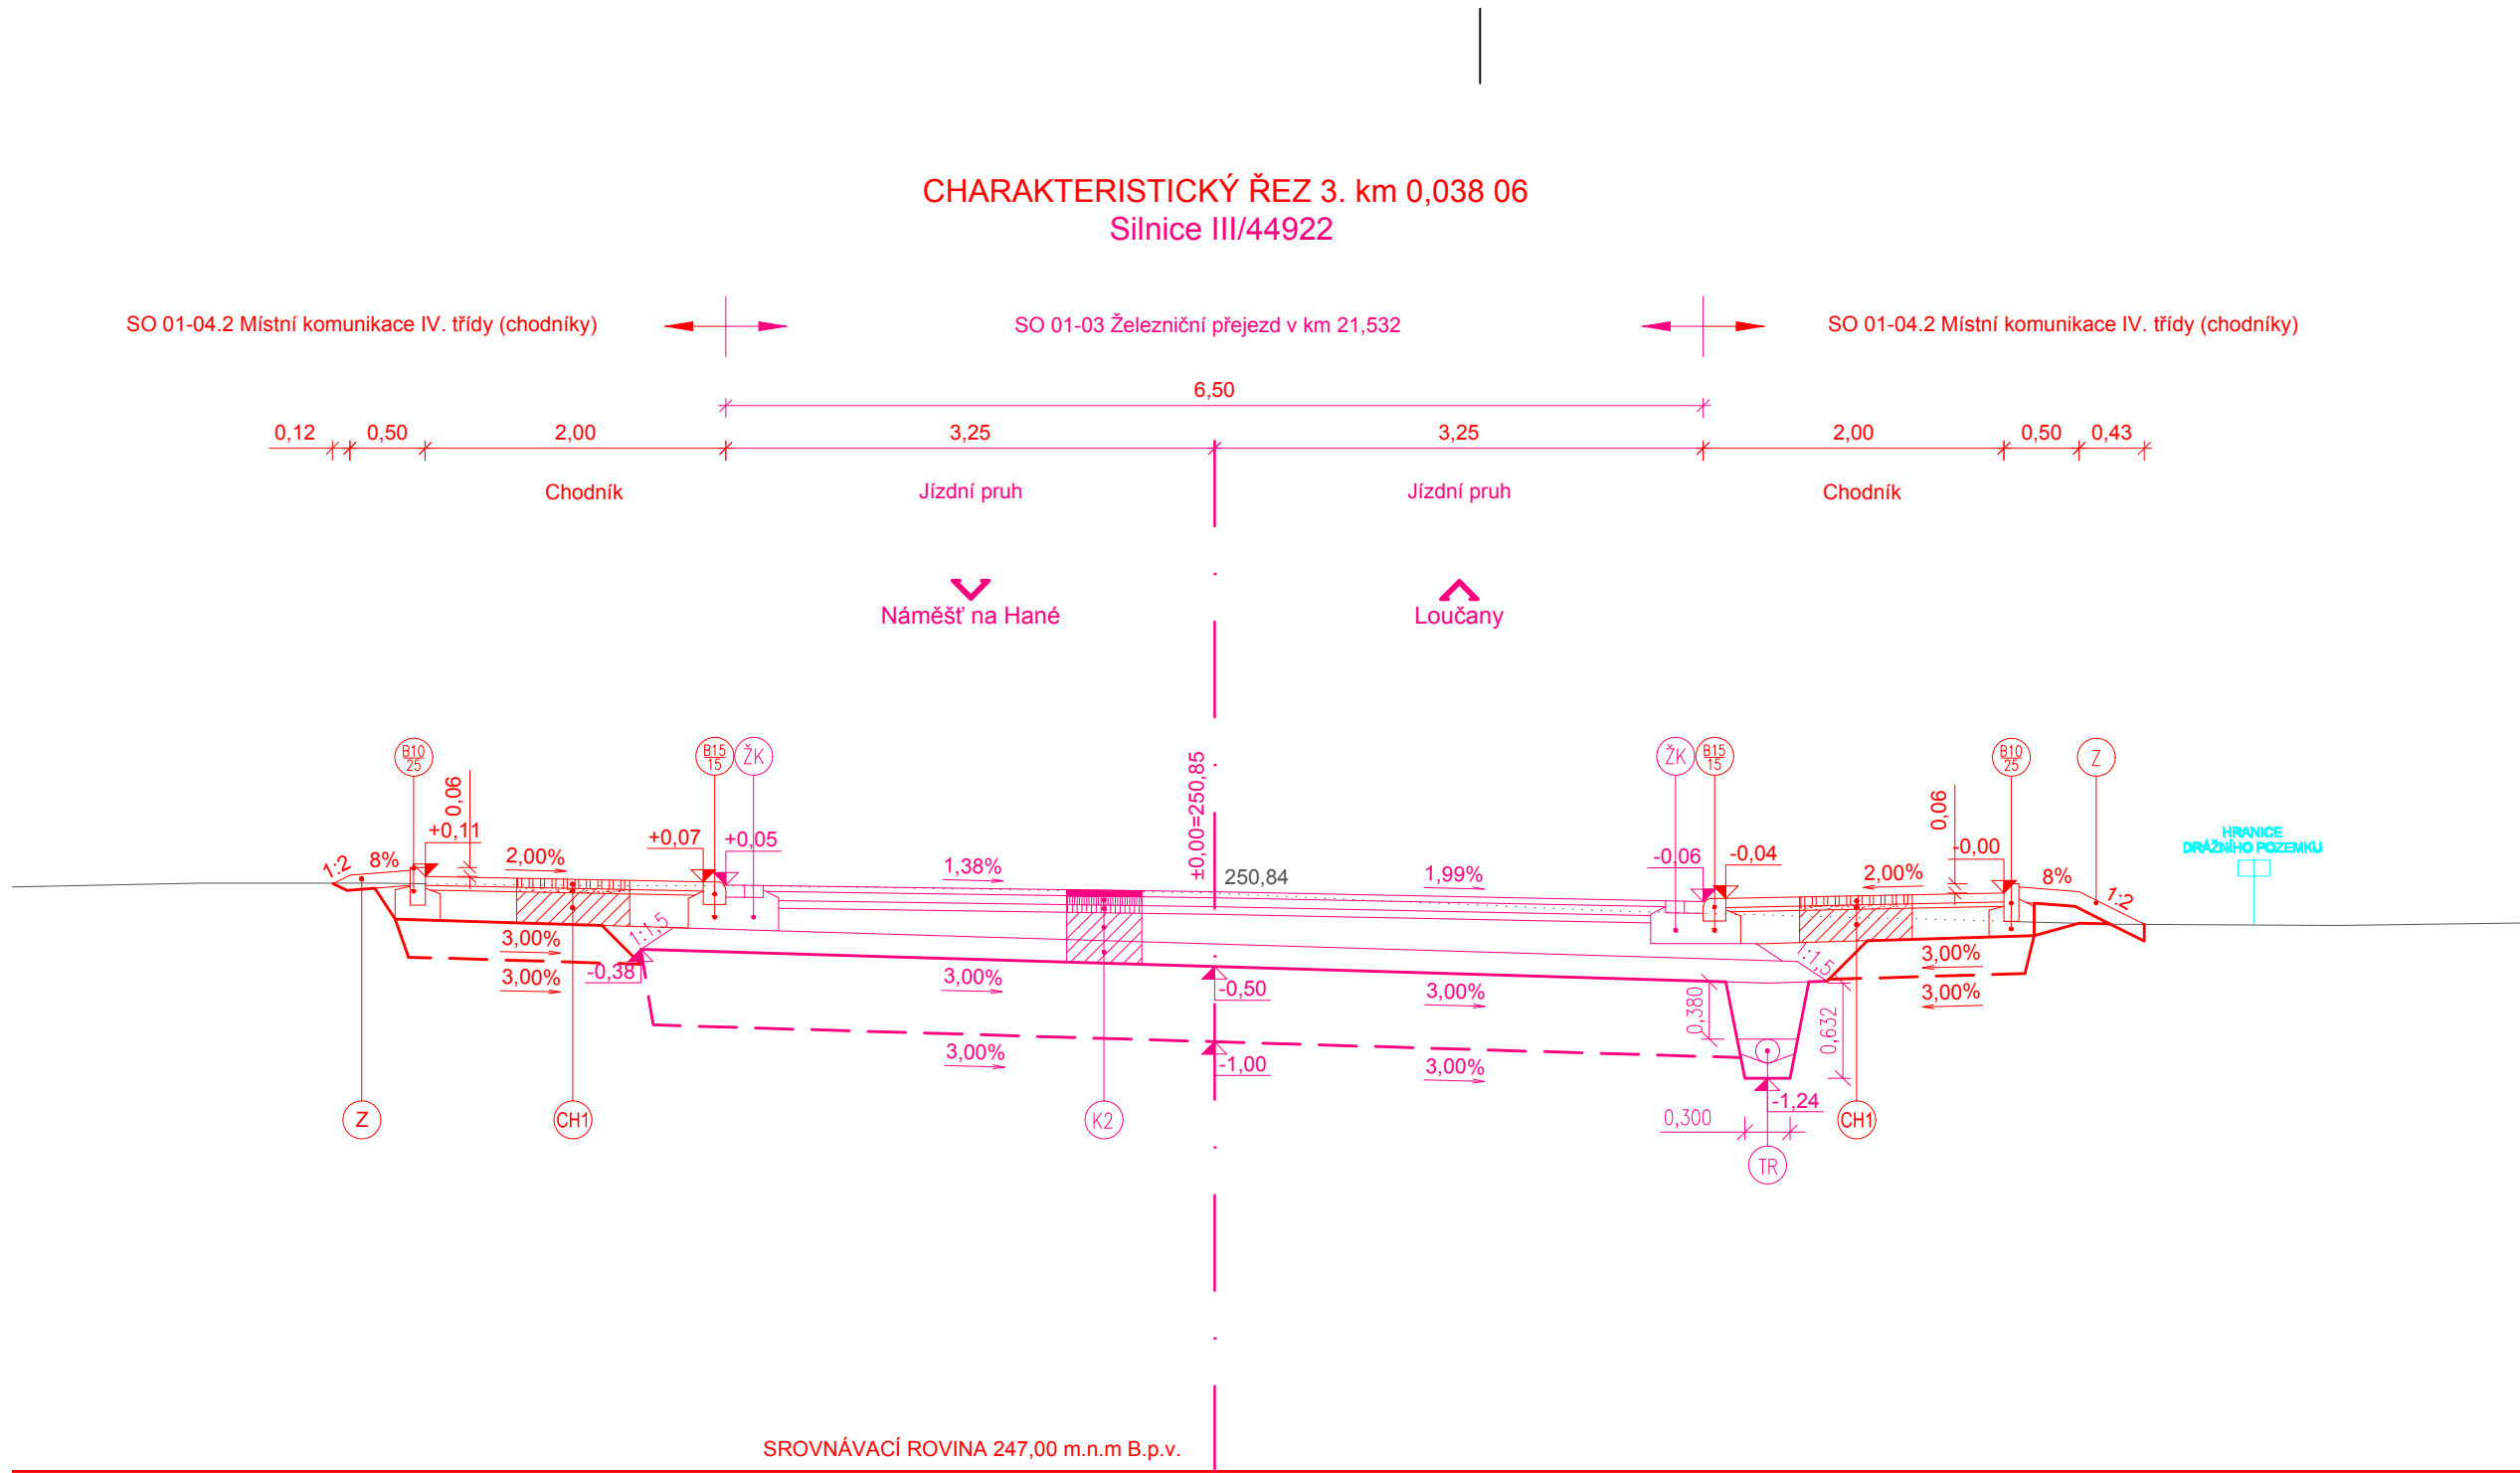 CHARAKTERISTICKÝ ŘEZ 3. km 0,038 06
Silnice III/44922
SO 01-04.2 Místní komunikace IV. třídy (chodníky)
SO 01-03 Železniční přejezd v km 21,532
SO 01-04.2 Místní komunikace IV. třídy (chodníky)
6,50
0,12
0,50
2,00
3,25
3,25
2,00
0,50
0,43
Chodník
Jízdní pruh
Jízdní pruh
Chodník
Náměšť na Hané
Loučany
B10
25
B15
15
ŽK
±0,00=250,85
ŽK
B15
15
B10
25
Z
0,06
+0,11
+0,07
+0,05
-0,06
-0,04
0,06
-0,00
HRANICE
DRÁŽNÍHO POZEMKU
1:2
8%
2,00%
1,38%
250,84
1,99%
2,00%
8%
1:2
1:1,5
1:1,5
3,00%
3,00%
-0,38
3,00%
-0,50
3,00%
0,380
0,632
3,00%
3,00%
3,00%
-1,00
3,00%
-1,24
0,300
Z
CH1
K2
CH1
TR
SROVNÁVACÍ ROVINA 247,00 m.n.m B.p.v.